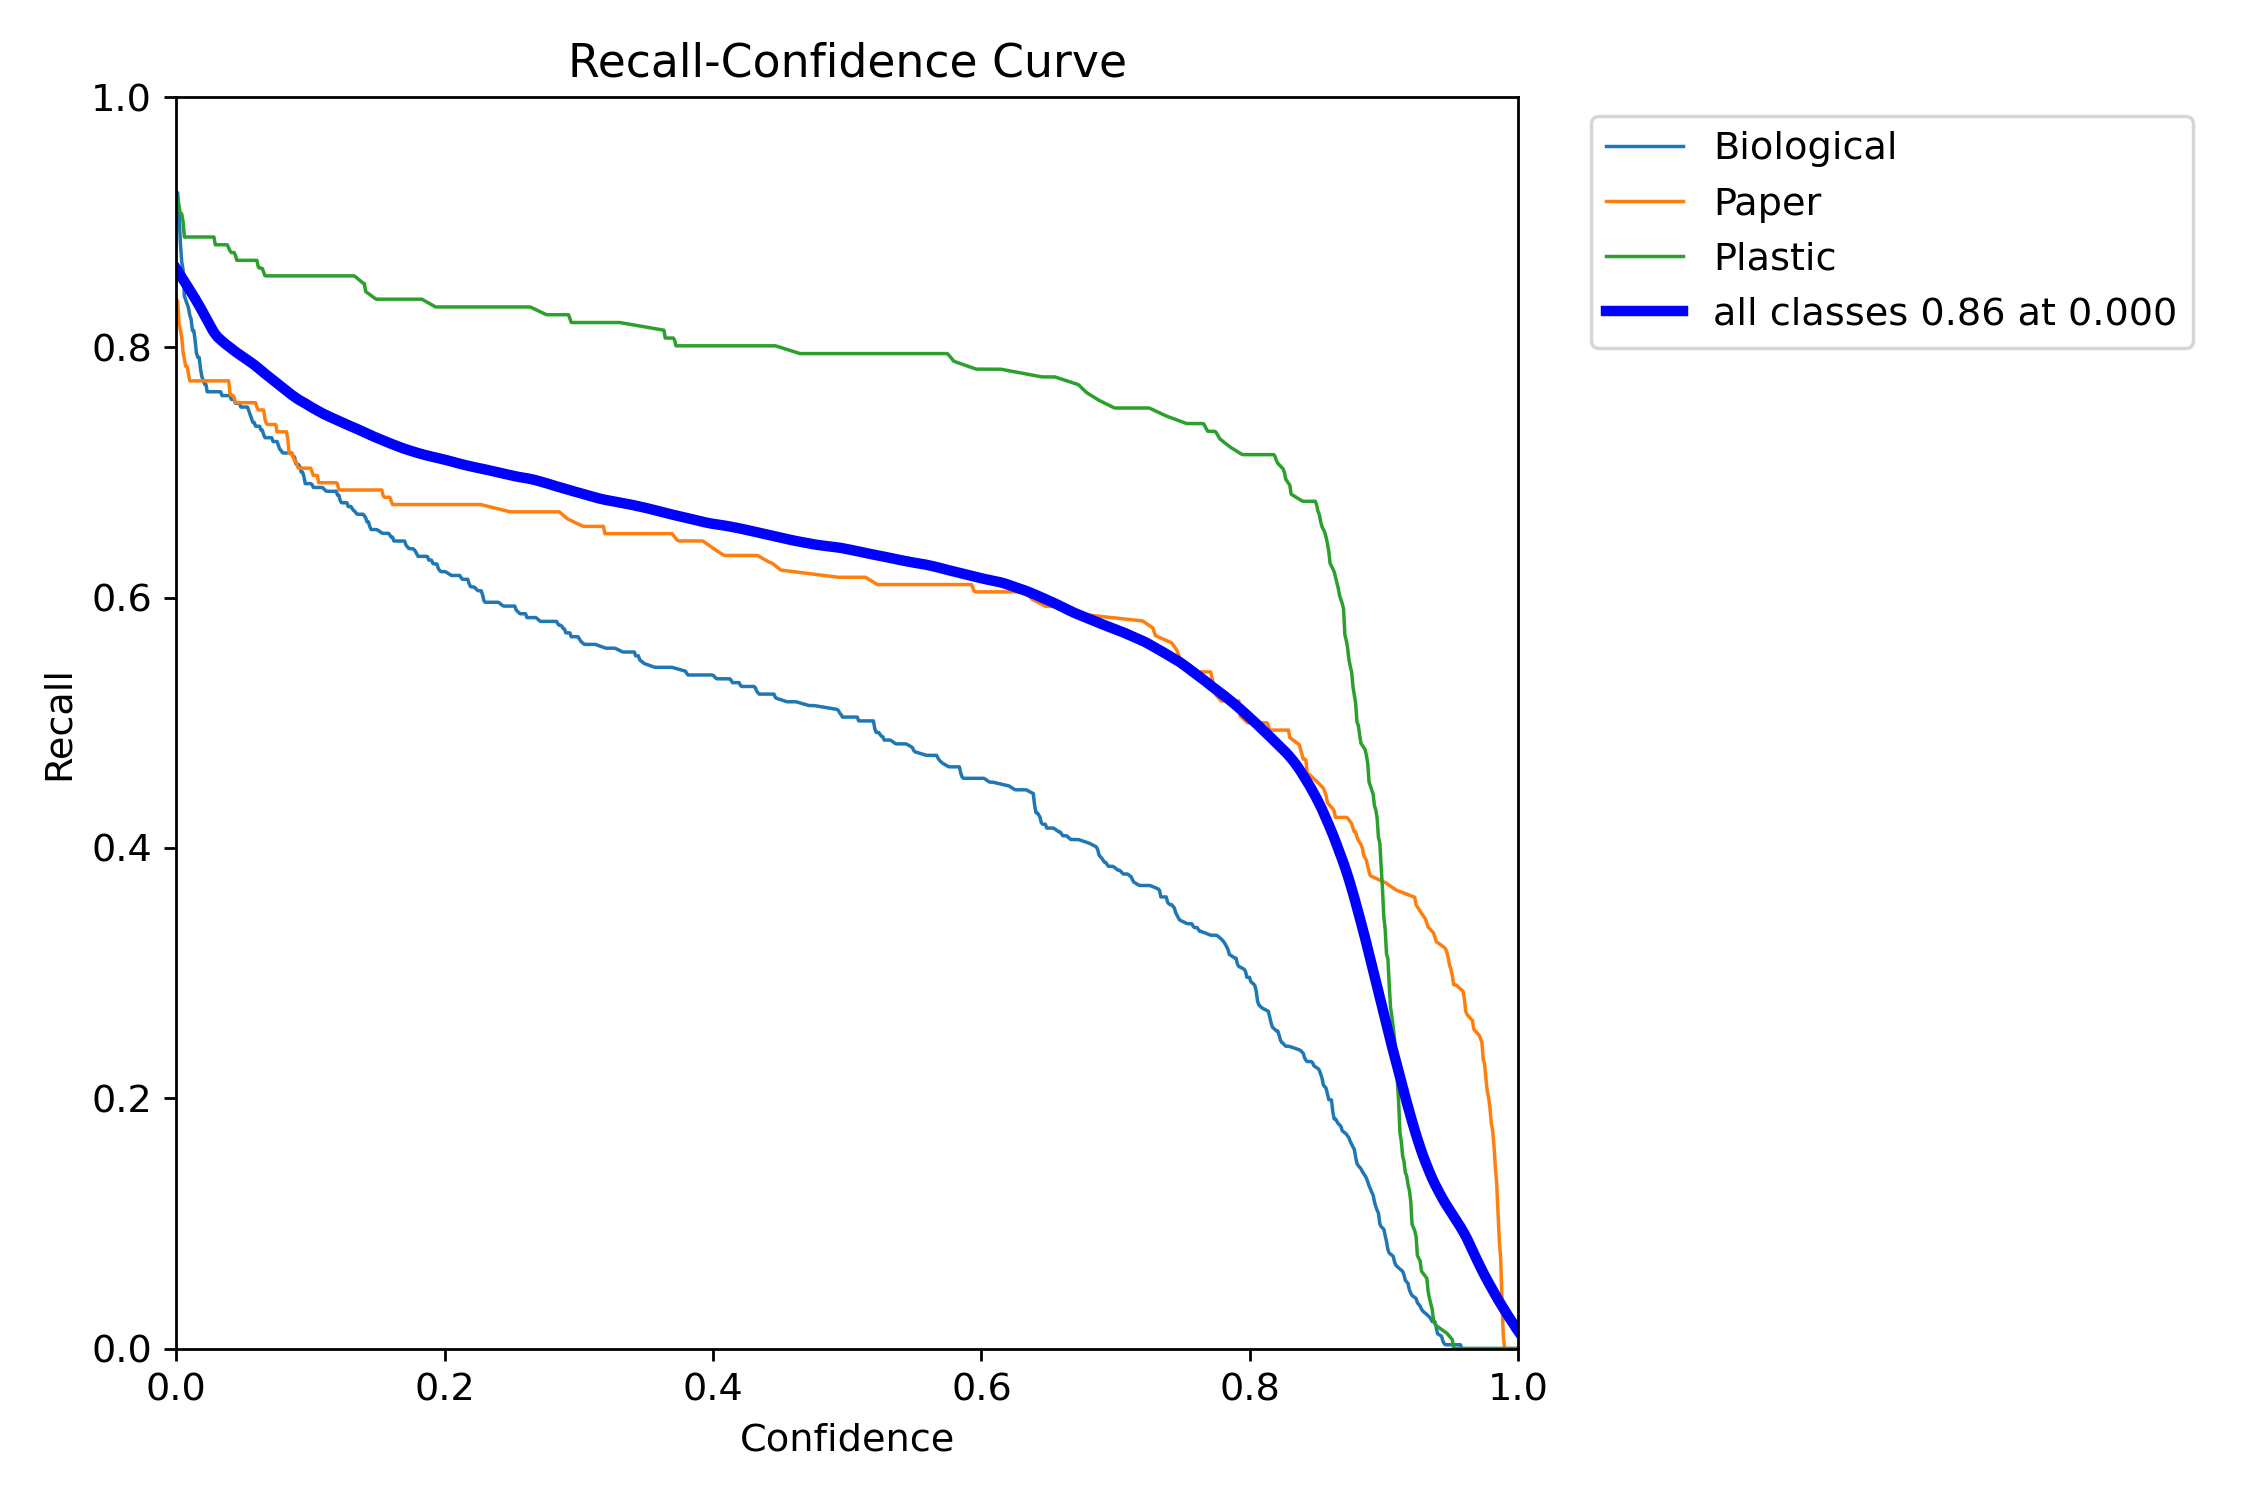 Recall-Confidence Curve
1.0
0.8
0.6
0.4
0.2
0.0
Recall
0.0 0.2 0.4 0.6 0.8 1.0
Confidence
Biological
Paper
Plastic
all classes 0.86 at 0.000